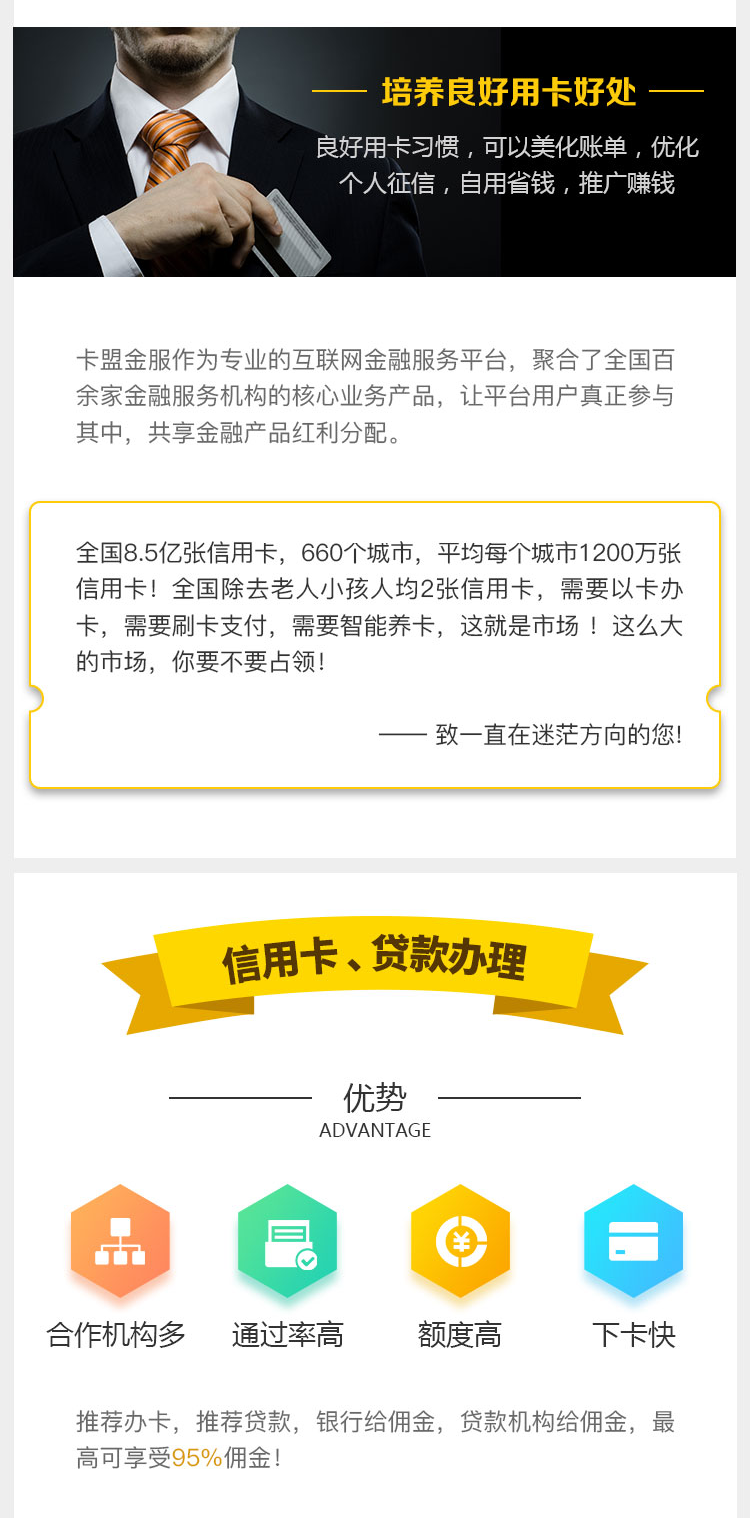 培养良好用卡好处
良好用卡习惯，可以美化账单，优化
个人征信，自用省钱，推广赚钱
卡盟金服作为专业的互联网金融服务平台，聚合了全国百
余家金融服务机构的核心业务产品，让平台用户真正参与
其中，共享金融产品红利分配。
全国8.5亿张信用卡，660个城市，平均每个城市1200万张
信用卡！全国除去老人小孩人均2张信用卡，需要以卡办
卡，需要刷卡支付，需要智能养卡，这就是市场 ！这么大
的市场，你要不要占领！
—— 致一直在迷茫方向的您!
信用卡、贷款办理
优势
ADVANTAGE
合作机构多
通过率高
额度高
下卡快
推荐办卡，推荐贷款，银行给佣金，贷款机构给佣金，最
高可享受95%佣金！